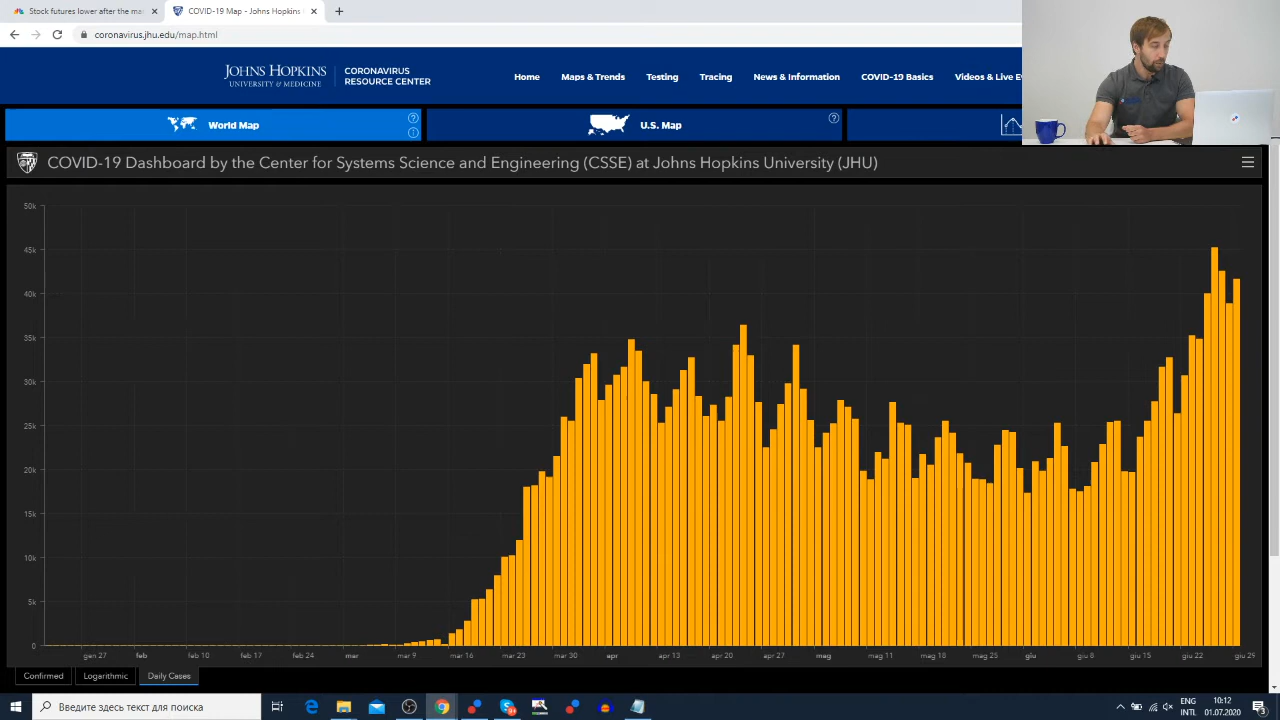 Stock futures lower after the ma
COVID-19 Map - Johns Hopkins
coronavirus.jhu.edu/map.html
JOHNS HOPKINS
UNIVERSITY & MEDICINE
CORONAVIRUS
RESOURCE CENTER
Home
Maps & Trends
Testing
Tracing
News & Information
COVID-19 Basics
Videos & Live Ev
World Map
U.S. Map
COVID-19 Dashboard by the Center for Systems Science and Engineering (CSSE) at Johns Hopkins University (JHU)
50k
45k
40k
35k
30k
25k
20k
15k
10k
5k
0
gen 27
feb
feb 10
feb 17
feb 24
mar
mar 9
mar 16
mar 23
mar 30
apr
apr 13
apr 20
apr 27
mag
mag 11
mag 18
mag 25
giu
giu 8
giu 15
giu 22
giu 29
Confirmed
Logarithmic
Daily Cases
Введите здесь текст для поиска
ENG
INTL
10:12
01.07.2020
3